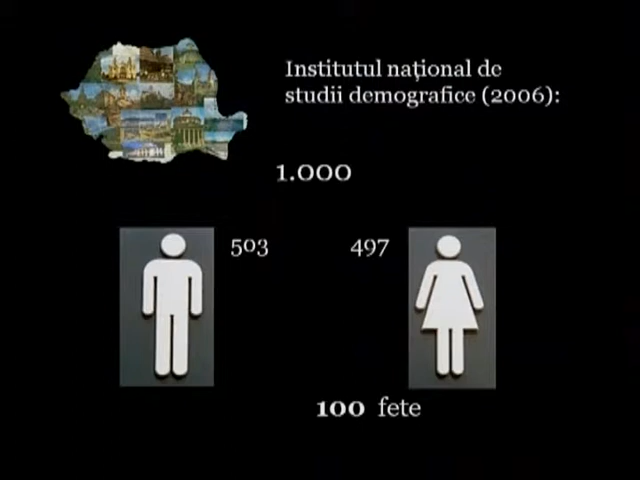 Institutul național de
studii demografice (2006):
1.000
503 497
100 fete